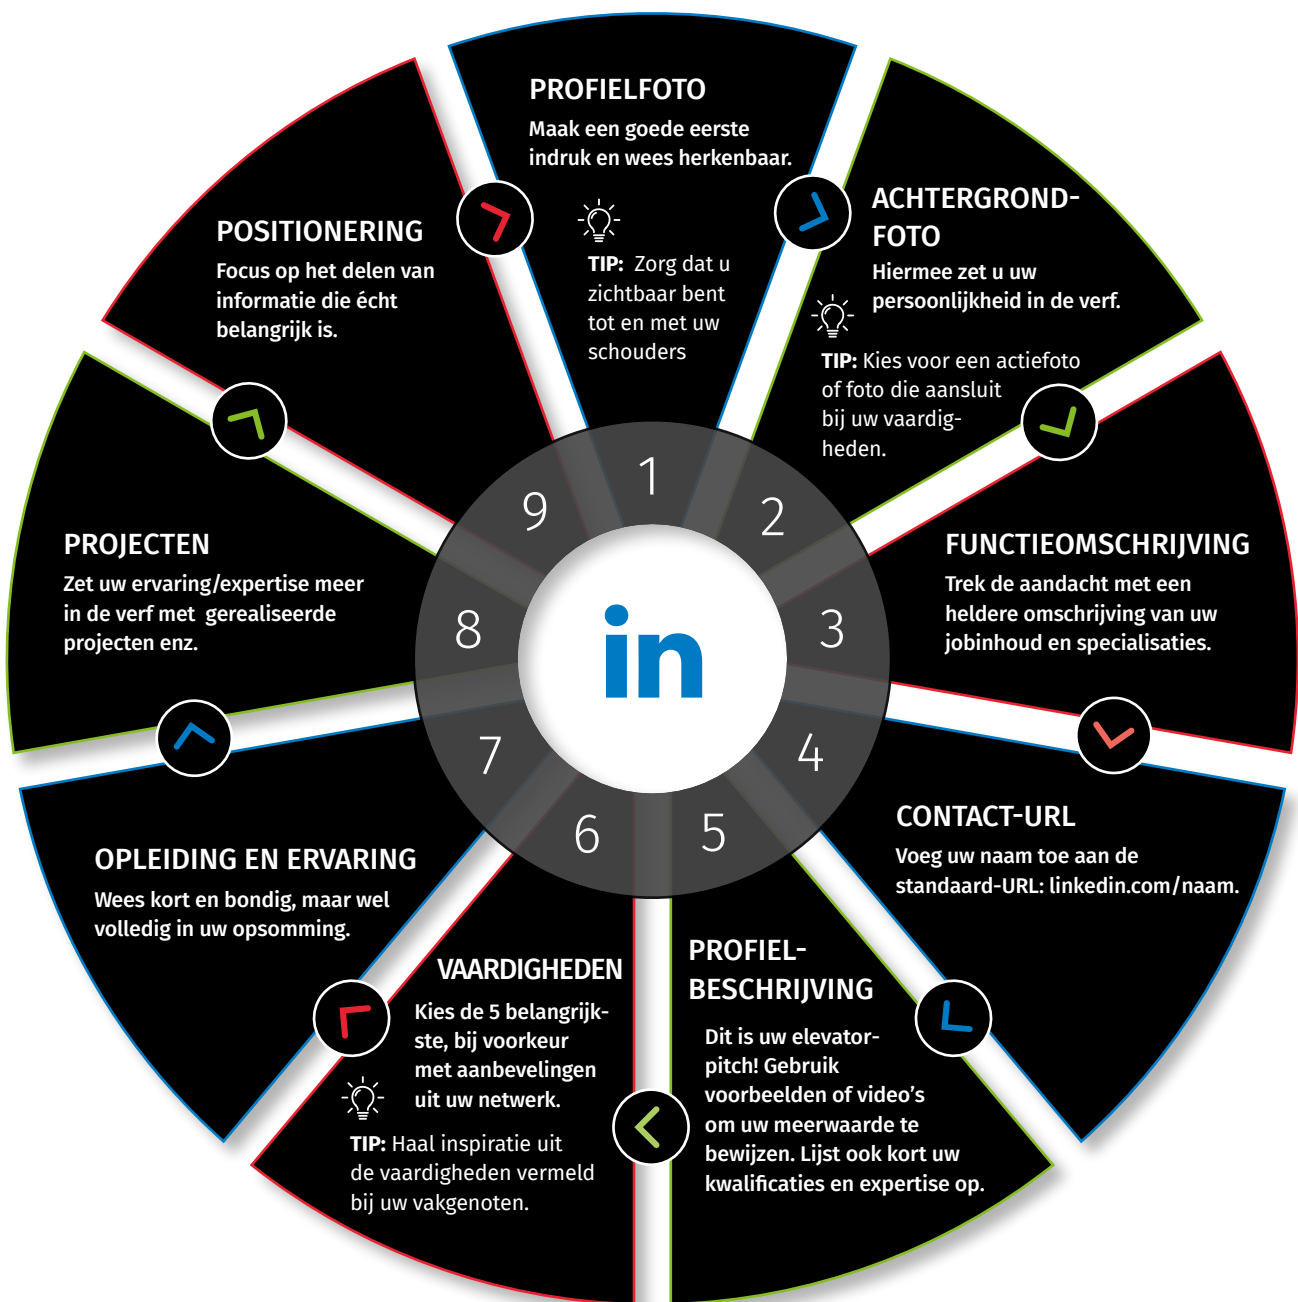 PROFIELFOTO
Maak een goede eerste
indruk en wees herkenbaar.
TIP: Zorg dat u
zichtbaar bent
tot en met uw
schouders
ACHTERGROND-
FOTO
Hiermee zet u uw
persoonlijkheid in de verf.
TIP: Kies voor een actiefoto
of foto die aansluit
bij uw vaardig-
heden.
FUNCTIEOMSCHRIJVING
Trek de aandacht met een
heldere omschrijving van uw
jobinhoud en specialisaties.
CONTACT-URL
Voeg uw naam toe aan de
standaard-URL: linkedin.com/naam.
PROFIEL-
BESCHRIJVING
Dit is uw elevator-
pitch! Gebruik
voorbeelden of video's
om uw meerwaarde te
bewijzen. Lijst ook kort uw
kwalificaties en expertise op.
VAARDIGHEDEN
Kies de 5 belangrijk-
ste, bij voorkeur
met aanbevelingen
uit uw netwerk.
TIP: Haal inspiratie uit
de vaardigheden vermeld
bij uw vakgenoten.
OPLEIDING EN ERVARING
Wees kort en bondig, maar wel
volledig in uw opsomming.
PROJECTEN
Zet uw ervaring/expertise meer
in de verf met gerealiseerde
projecten enz.
POSITIONERING
Focus op het delen van
informatie die écht
belangrijk is.
1
2
3
4
5
6
7
8
9
in